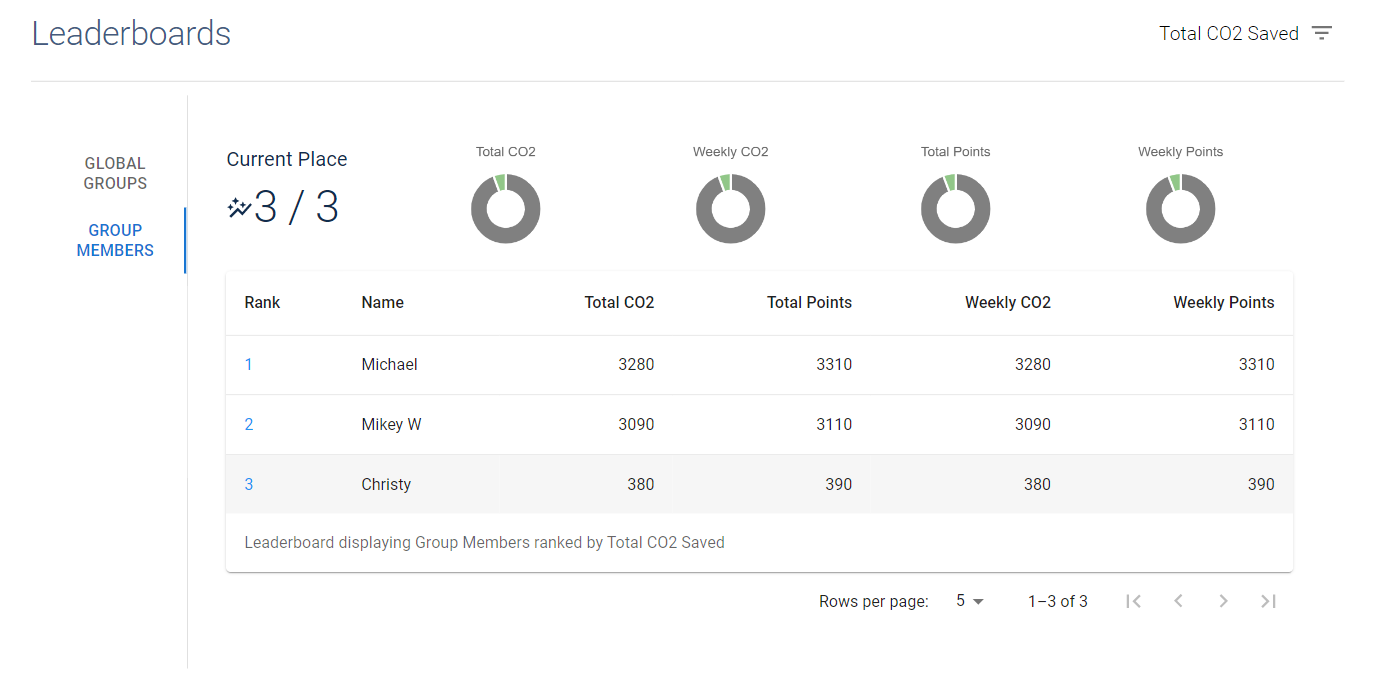 Leaderboards
Total CO2 Saved
GLOBAL
GROUPS
GROUP
MEMBERS
Current Place
3 / 3
Total CO2
Weekly CO2
Total Points
Weekly Points
Rank Name Total CO2 Total Points Weekly CO2 Weekly Points
1 Michael 3280 3310 3280 3310
2 Mikey W 3090 3110 3090 3110
3 Christy 380 390 380 390
Leaderboard displaying Group Members ranked by Total CO2 Saved
Rows per page: 5 1–3 of 3